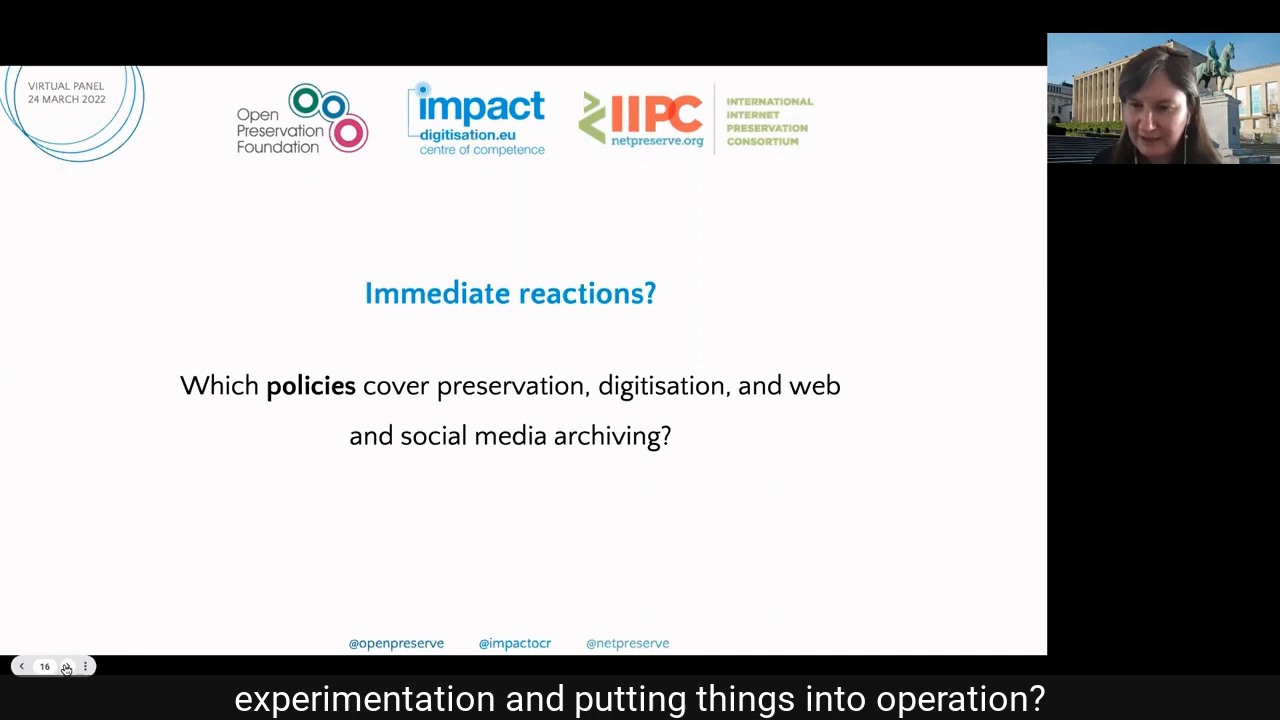 VIRTUAL PANEL
24 MARCH 2022
Open
Preservation
Foundation
impact
digitisation.eu
centre of competence
IIPC
netpreserve.org
INTERNATIONAL
INTERNET
PRESERVATION
CONSORTIUM
Immediate reactions?
Which policies cover preservation, digitisation, and web
and social media archiving?
@openpreserve @impactocr @netpreserve
16
experimentation and putting things into operation?